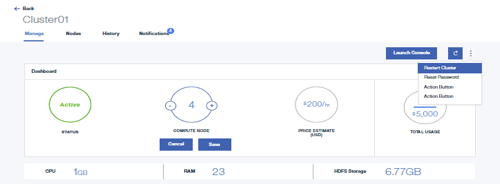 Back
Cluster01
Manage Nodes History Notifications 4
Launch Console
Restart Cluster
Reset Password
Action Button
Action Button
Dashboard
Active
- 4 +
$200/hr
$5,000
STATUS
COMPUTE NODE
PRICE ESTIMATE
(USD)
TOTAL USAGE
Cancel Save
CPU 1GB RAM 23 HDFS Storage 6.77GB